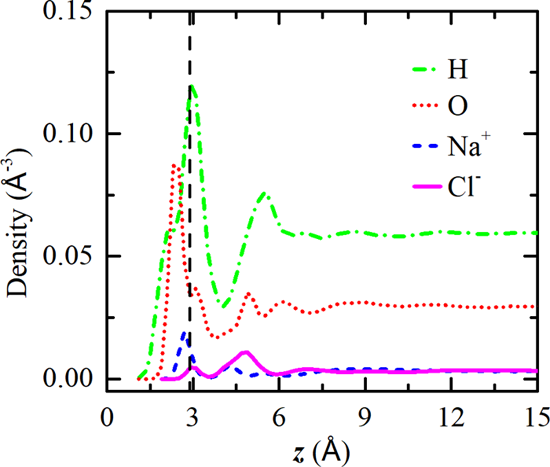 0.15
0.10
0.05
0.00
Density (Å⁻³)
H
O
Na⁺
Cl⁻
0 3 6 9 12 15
z (Å)